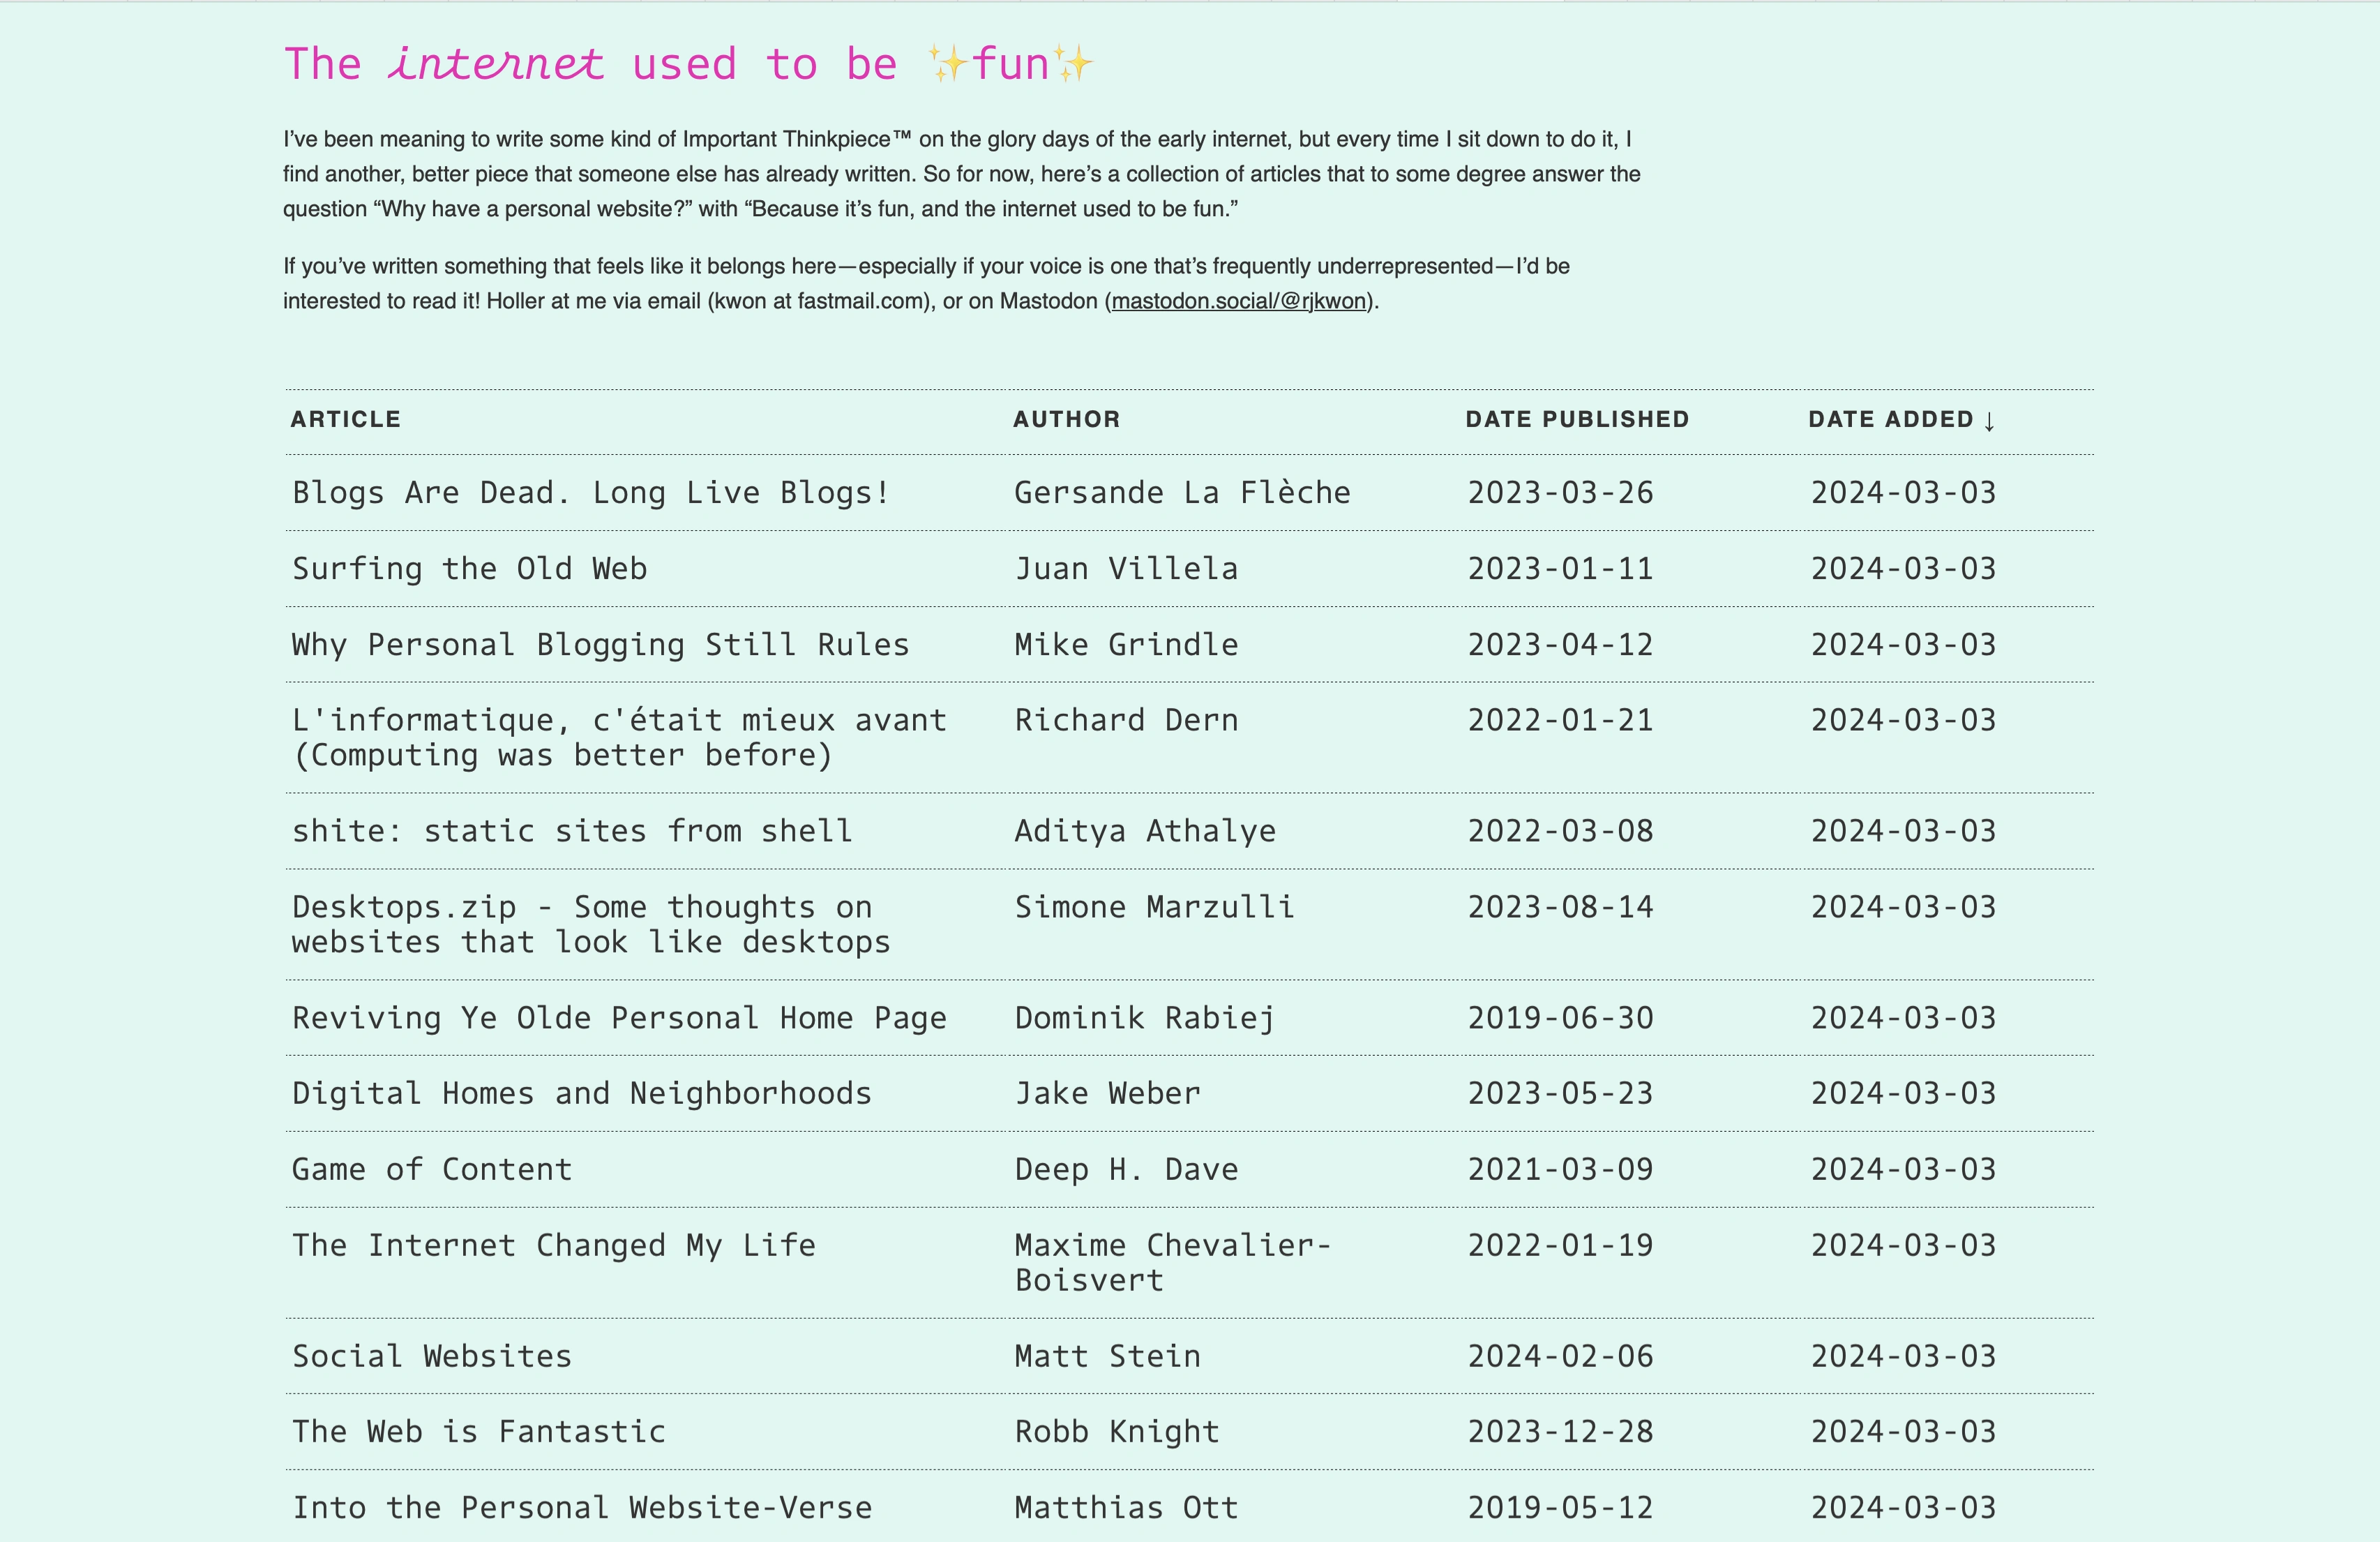 The internet used to be ✨fun✨
I’ve been meaning to write some kind of Important Thinkpiece™ on the glory days of the early internet, but every time I sit down to do it, I
find another, better piece that someone else has already written. So for now, here’s a collection of articles that to some degree answer the
question “Why have a personal website?” with “Because it’s fun, and the internet used to be fun.”
If you’ve written something that feels like it belongs here—especially if your voice is one that’s frequently underrepresented—I’d be
interested to read it! Holler at me via email (kwon at fastmail.com), or on Mastodon (mastodon.social/@rjkwon).
ARTICLE AUTHOR DATE PUBLISHED DATE ADDED ↓
Blogs Are Dead. Long Live Blogs! Gersande La Flèche 2023-03-26 2024-03-03
Surfing the Old Web Juan Villela 2023-01-11 2024-03-03
Why Personal Blogging Still Rules Mike Grindle 2023-04-12 2024-03-03
L'informatique, c'était mieux avant Richard Dern 2022-01-21 2024-03-03
(Computing was better before)
shite: static sites from shell Aditya Athalye 2022-03-08 2024-03-03
Desktops.zip - Some thoughts on Simone Marzulli 2023-08-14 2024-03-03
websites that look like desktops
Reviving Ye Olde Personal Home Page Dominik Rabiej 2019-06-30 2024-03-03
Digital Homes and Neighborhoods Jake Weber 2023-05-23 2024-03-03
Game of Content Deep H. Dave 2021-03-09 2024-03-03
The Internet Changed My Life Maxime Chevalier- 2022-01-19 2024-03-03
Boisvert
Social Websites Matt Stein 2024-02-06 2024-03-03
The Web is Fantastic Robb Knight 2023-12-28 2024-03-03
Into the Personal Website-Verse Matthias Ott 2019-05-12 2024-03-03